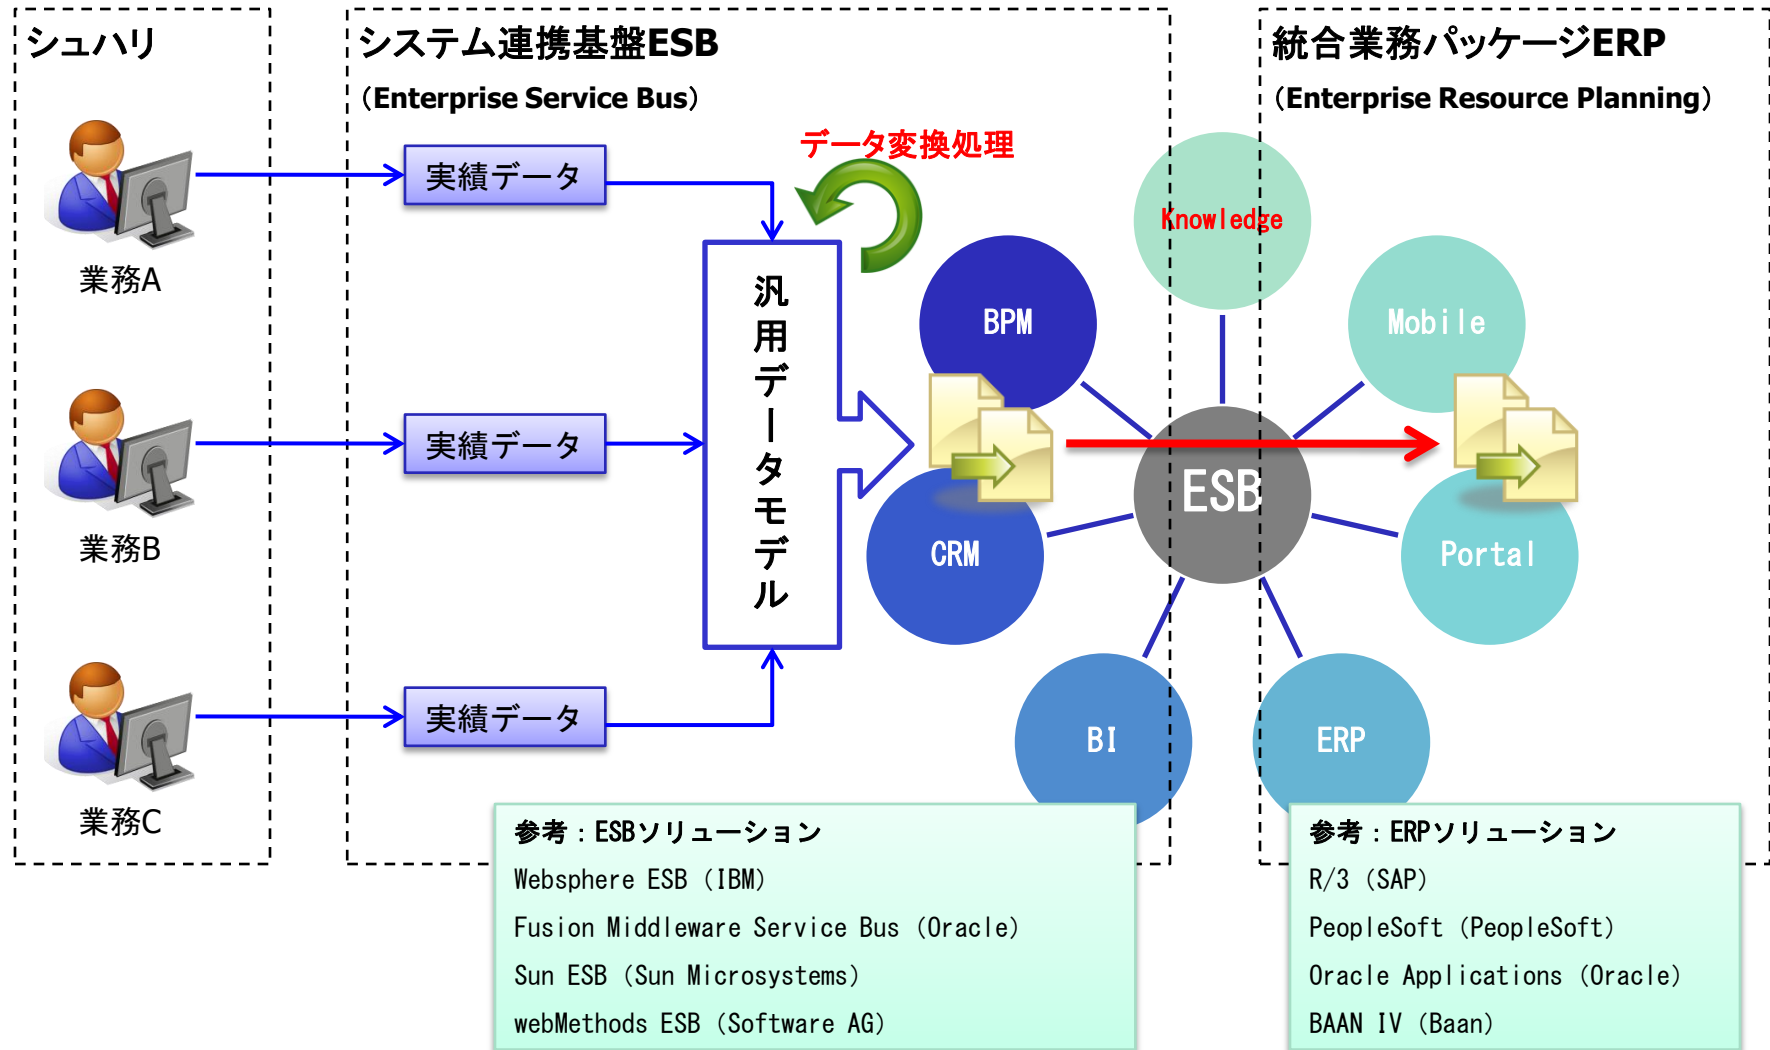 シュハリ
システム連携基盤ESB
（Enterprise Service Bus）
統合業務パッケージERP
（Enterprise Resource Planning）
データ変換処理
実績データ
業務A
実績データ
業務B
実績データ
業務C
汎用データモデル
Knowledge
BPM
Mobile
ESB
CRM
Portal
BI
ERP
参考：ESBソリューション
Websphere ESB（IBM）
Fusion Middleware Service Bus（Oracle）
Sun ESB（Sun Microsystems）
webMethods ESB（Software AG）
参考：ERPソリューション
R/3（SAP）
PeopleSoft（PeopleSoft）
Oracle Applications（Oracle）
BAAN IV（Baan）